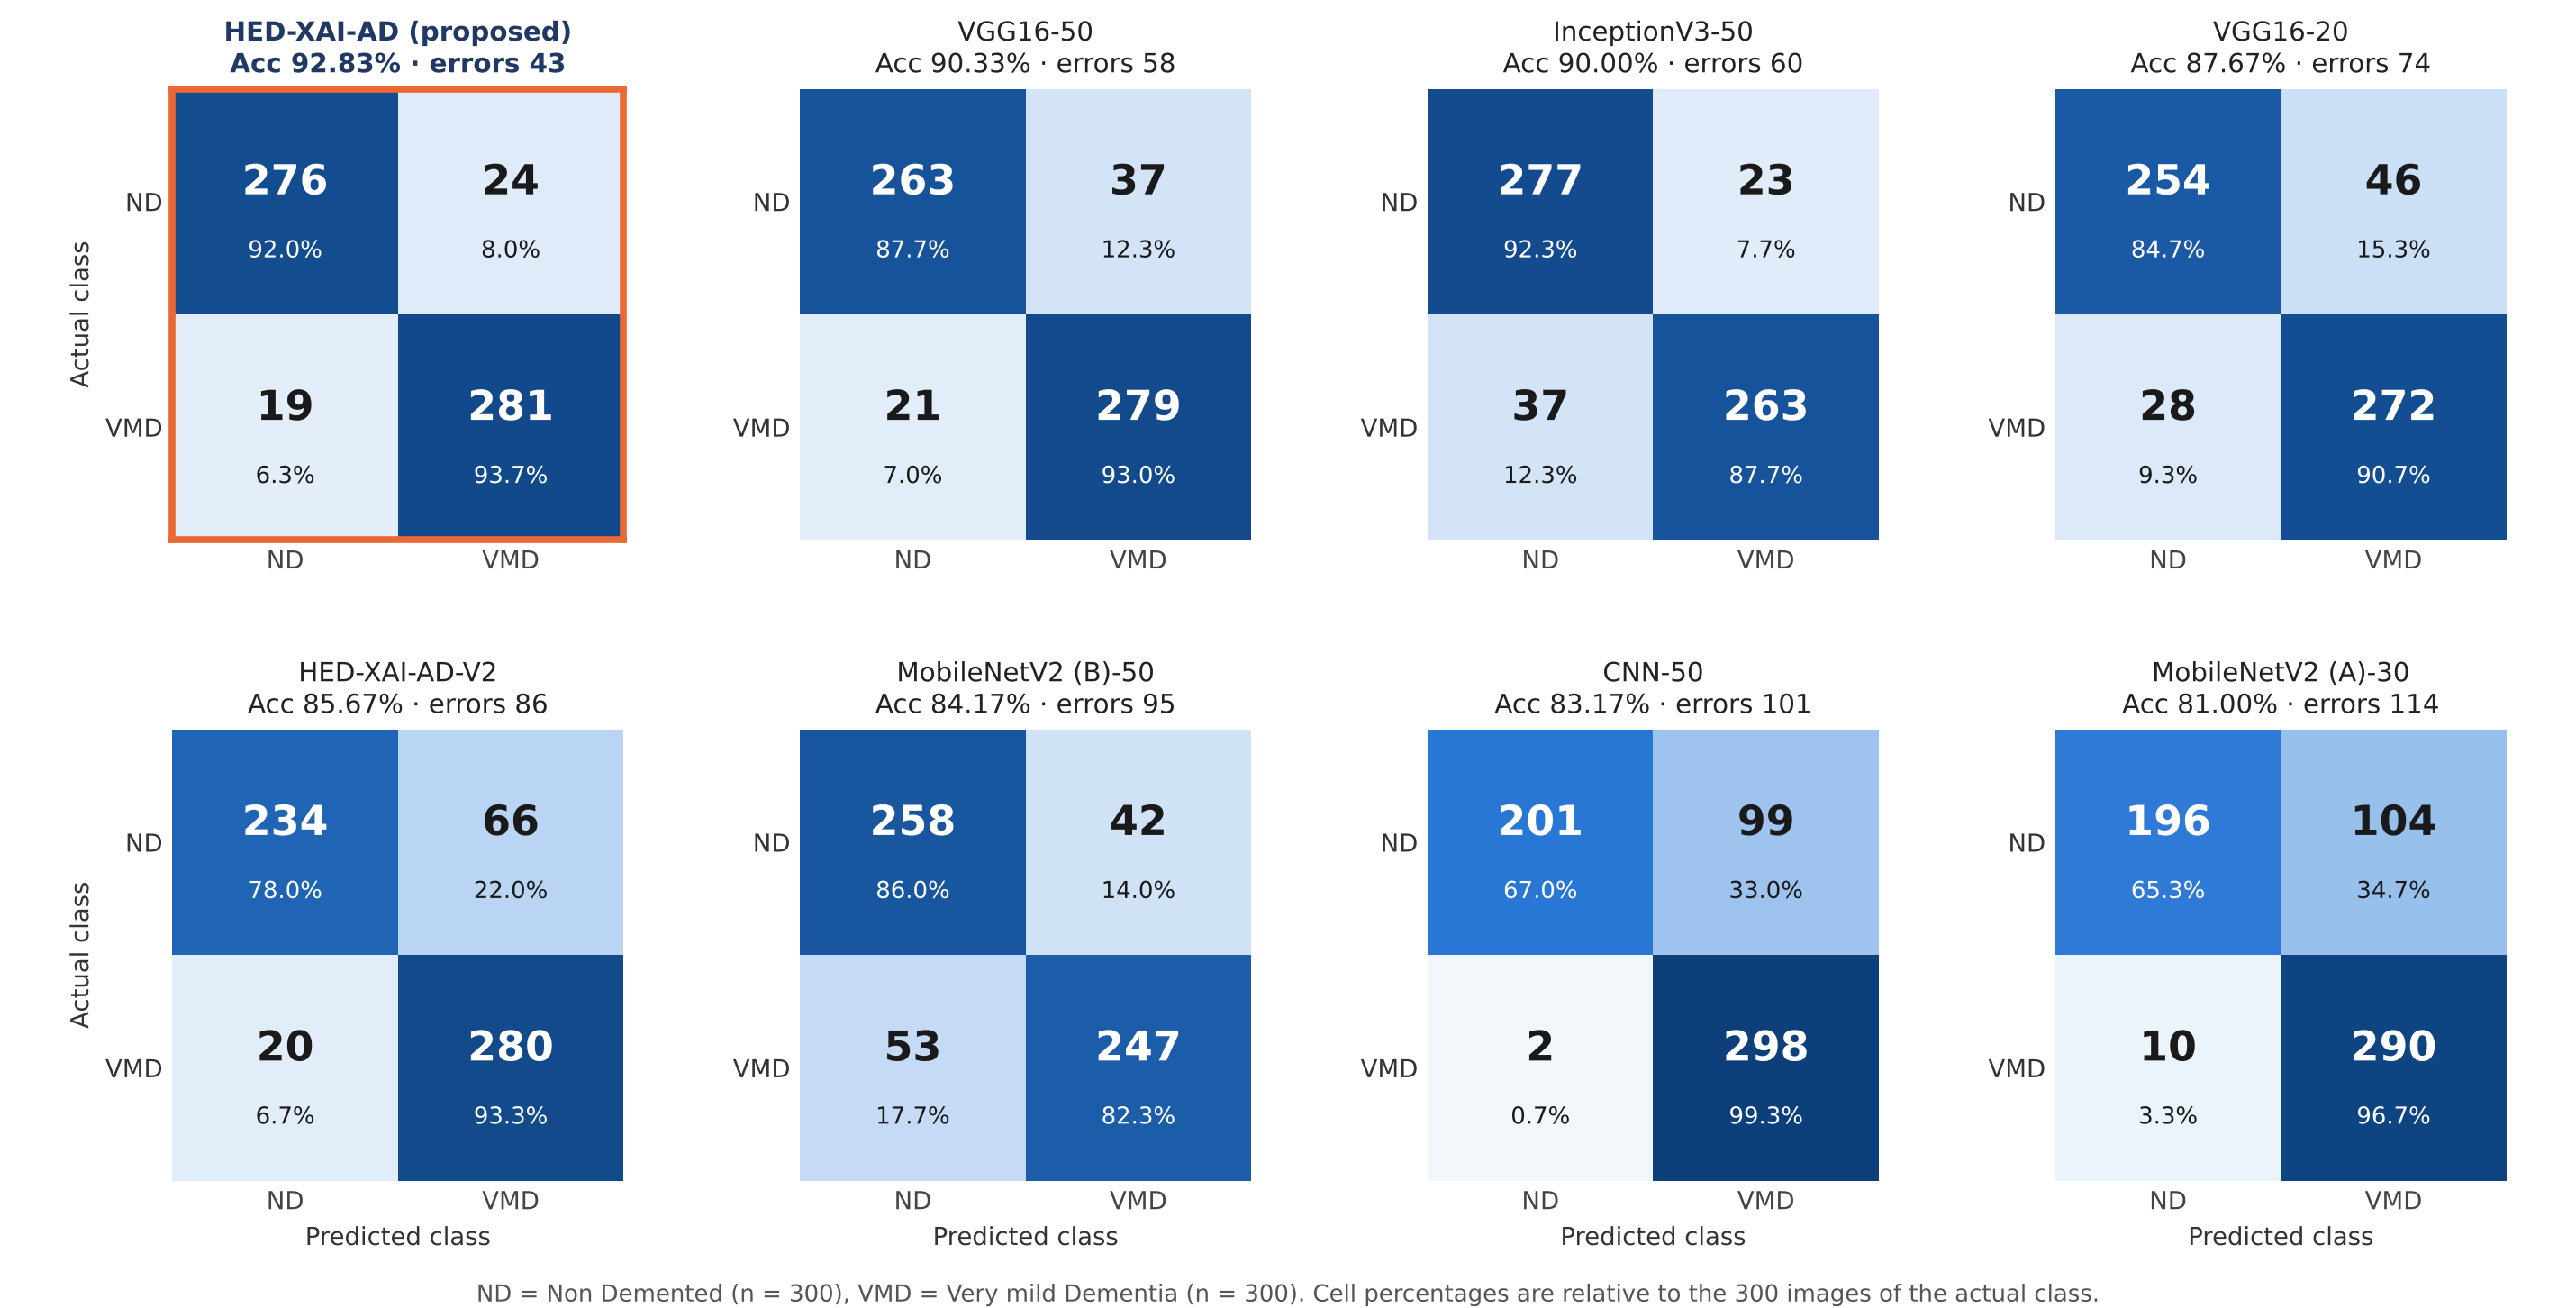 HED-XAI-AD (proposed)
Acc 92.83% · errors 43
Actual class
ND
276
24
92.0%
8.0%
VMD
19
281
6.3%
93.7%
ND
VMD
VGG16-50
Acc 90.33% · errors 58
ND
263
37
87.7%
12.3%
VMD
21
279
7.0%
93.0%
ND
VMD
InceptionV3-50
Acc 90.00% · errors 60
ND
277
23
92.3%
7.7%
VMD
37
263
12.3%
87.7%
ND
VMD
VGG16-20
Acc 87.67% · errors 74
ND
254
46
84.7%
15.3%
VMD
28
272
9.3%
90.7%
ND
VMD
HED-XAI-AD-V2
Acc 85.67% · errors 86
Actual class
ND
234
66
78.0%
22.0%
VMD
20
280
6.7%
93.3%
ND
VMD
Predicted class
MobileNetV2 (B)-50
Acc 84.17% · errors 95
ND
258
42
86.0%
14.0%
VMD
53
247
17.7%
82.3%
ND
VMD
Predicted class
CNN-50
Acc 83.17% · errors 101
ND
201
99
67.0%
33.0%
VMD
2
298
0.7%
99.3%
ND
VMD
Predicted class
MobileNetV2 (A)-30
Acc 81.00% · errors 114
ND
196
104
65.3%
34.7%
VMD
10
290
3.3%
96.7%
ND
VMD
Predicted class
ND = Non Demented (n = 300), VMD = Very mild Dementia (n = 300). Cell percentages are relative to the 300 images of the actual class.